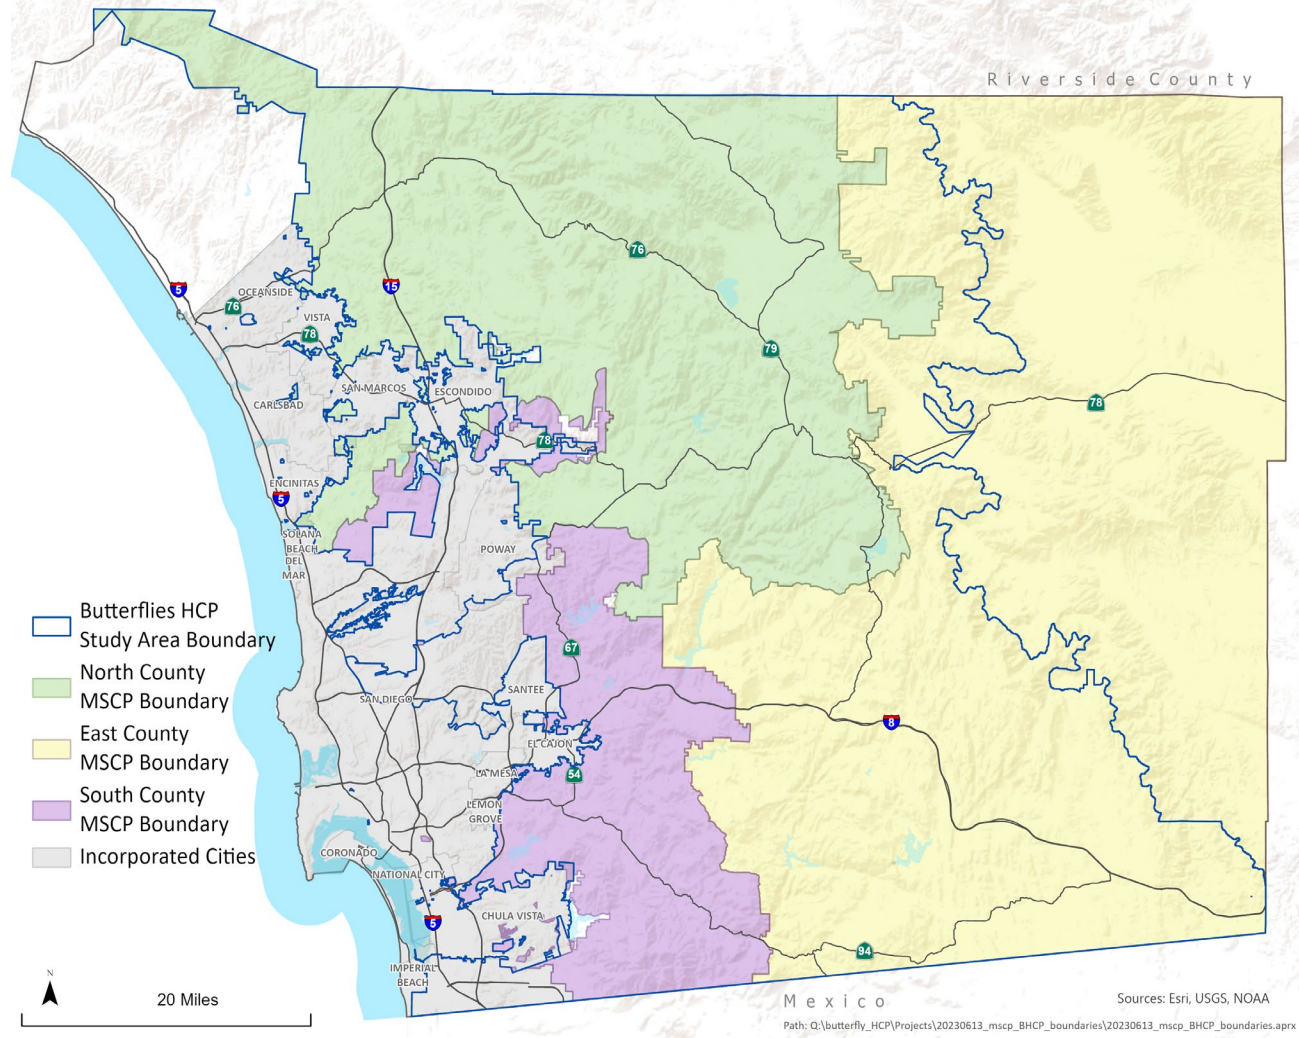 Riverside County
76
15
5
OCEANSIDE
76
VISTA
78
79
SAN MARCOS
ESCONDIDO
CARLSBAD
78
78
ENCINITAS
5
SOLANA
BEACH
DEL
MAR
POWAY
Butterflies HCP
Study Area Boundary
North County
MSCP Boundary
East County
MSCP Boundary
South County
MSCP Boundary
Incorporated Cities
67
SANTEE
SAN DIEGO
8
EL CAJON
LA MESA
54
LEMON
GROVE
CORONADO
NATIONAL CITY
CHULA VISTA
5
94
IMPERIAL
BEACH
N
20 Miles
Mexico
Sources: Esri, USGS, NOAA
Path: Q:\butterfly_HCP\Projects\20230613_mscp_BHCP_boundaries\20230613_mscp_BHCP_boundaries.aprx